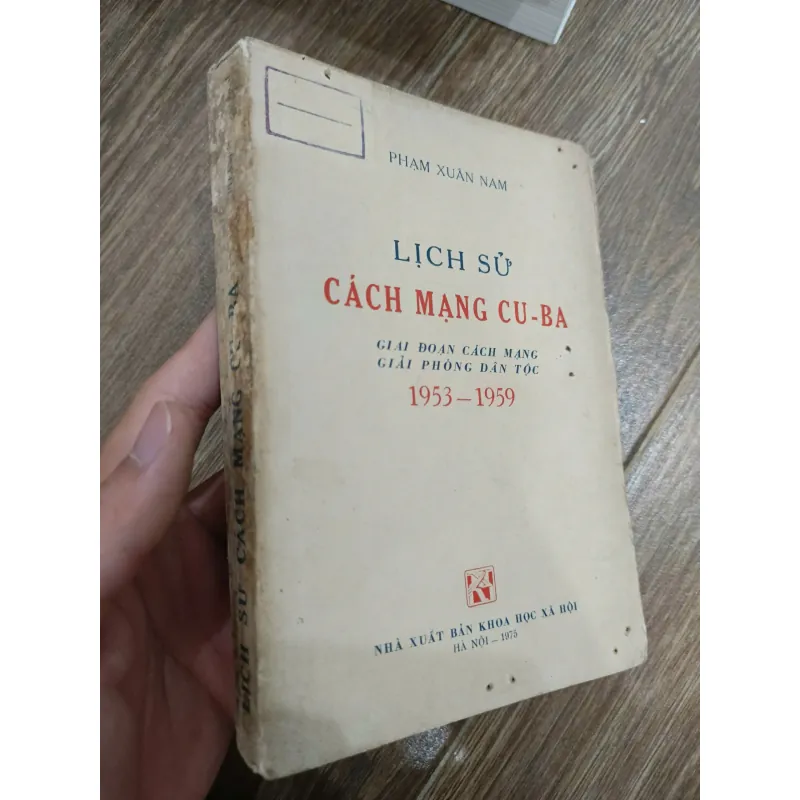 PHẠM XUÂN NAM
LỊCH SỬ
CÁCH MẠNG CU-BA
GIAI ĐOẠN CÁCH MẠNG
GIẢI PHÓNG DÂN TỘC
1953 — 1959
NHÀ XUẤT BẢN KHOA HỌC XÃ HỘI
HÀ NỘI — 1975
LỊCH SỬ CÁCH MẠNG CU-BA